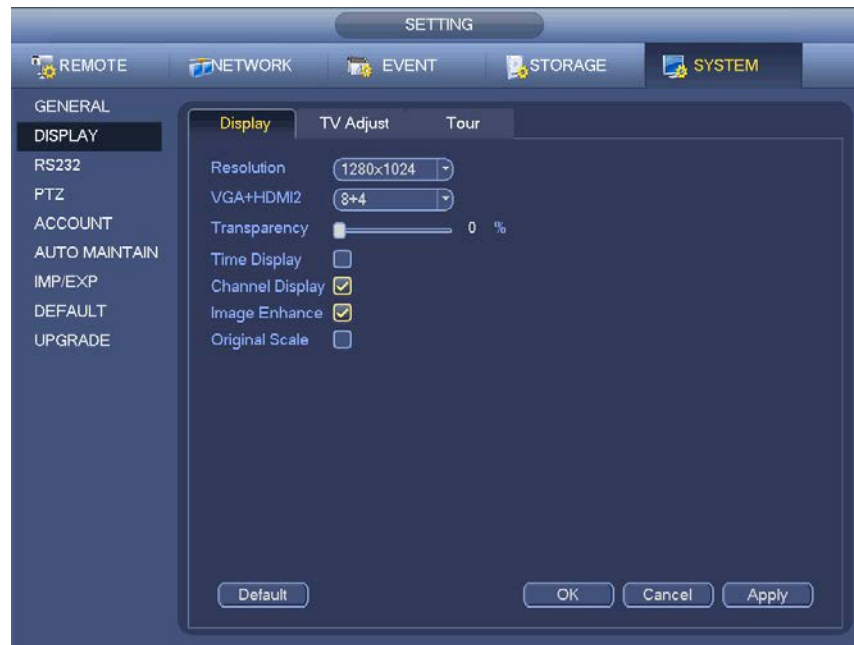 SETTING
REMOTE NETWORK EVENT STORAGE SYSTEM
GENERAL
DISPLAY
RS232
PTZ
ACCOUNT
AUTO MAINTAIN
IMP/EXP
DEFAULT
UPGRADE
Display TV Adjust Tour
Resolution 1280x1024
VGA+HDMI2 8+4
Transparency 0 %
Time Display
Channel Display
Image Enhance
Original Scale
Default OK Cancel Apply